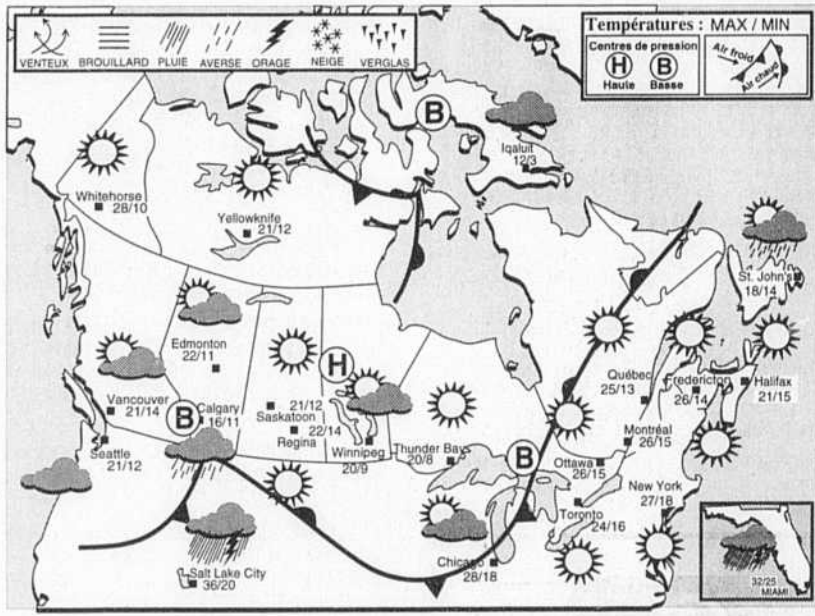 VENTEUX BROUILLARD PLUIE AVERSE ORAGE NEIGE VERGLAS
Températures : MAX / MIN
Centres de pression
H B
Haute Basse
Air froid
Air chaud
B
Iqaluit
12/3
Whitehorse
28/10
Yellowknife
21/12
St. John's
18/14
Edmonton
22/11
H
Vancouver
21/14
B
Calgary
16/11
Seattle
21/12
21/12
Saskatoon
22/14
Regina
Winnipeg
20/9
Thunder Bay
20/8
B
Québec
25/13
Fredericton
26/14
Halifax
21/15
Montréal
26/15
Ottawa
26/15
Toronto
24/16
New York
27/18
Chicago
28/18
Salt Lake City
36/20
32/25
MIAMI